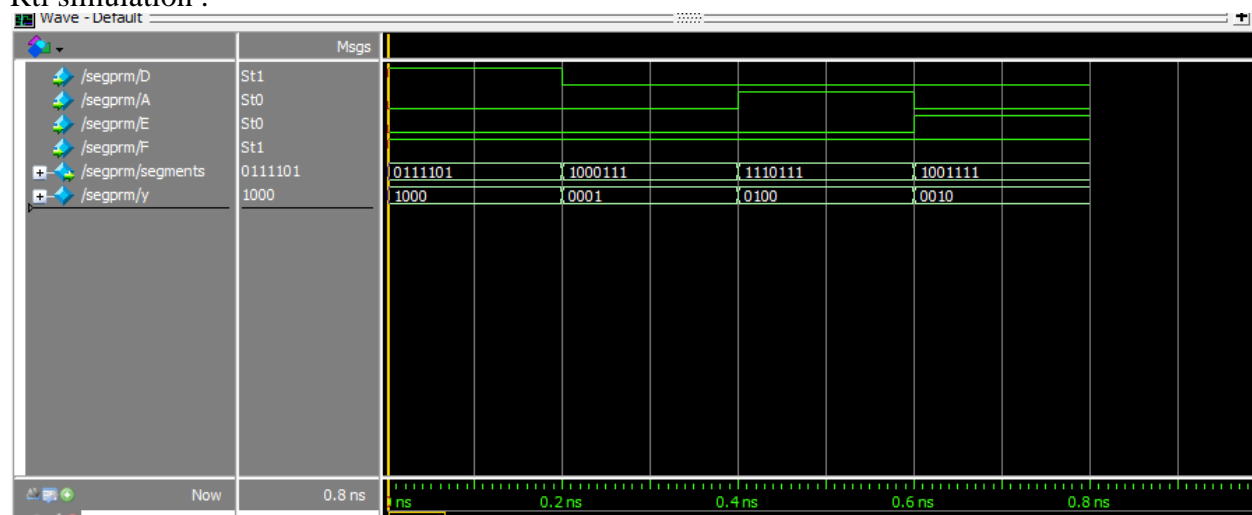 Rtl simulation :
Wave - Default
Msgs
/segprm/D St1
/segprm/A St0
/segprm/E St0
/segprm/F St1
/segprm/segments 0111101 0111101 1000111 1110111 1001111
/segprm/y 1000 1000 0001 0100 0010
Now 0.8 ns ns 0.2 ns 0.4 ns 0.6 ns 0.8 ns